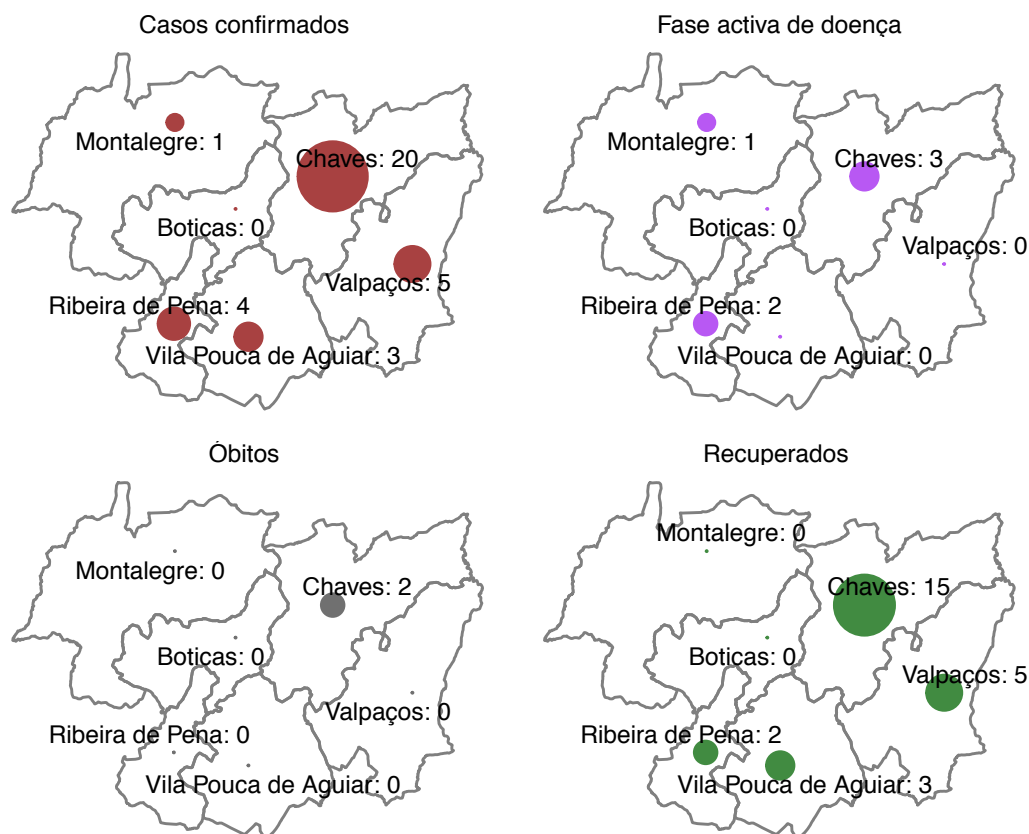 Casos confirmados
Montalegre: 1
Chaves: 20
Boticas: 0
Valpaços: 5
Ribeira de Pena: 4
Vila Pouca de Aguiar: 3
Fase activa de doença
Montalegre: 1
Chaves: 3
Boticas: 0
Valpaços: 0
Ribeira de Pena: 2
Vila Pouca de Aguiar: 0
Óbitos
Montalegre: 0
Chaves: 2
Boticas: 0
Valpaços: 0
Ribeira de Pena: 0
Vila Pouca de Aguiar: 0
Recuperados
Montalegre: 0
Chaves: 15
Boticas: 0
Valpaços: 5
Ribeira de Pena: 2
Vila Pouca de Aguiar: 3